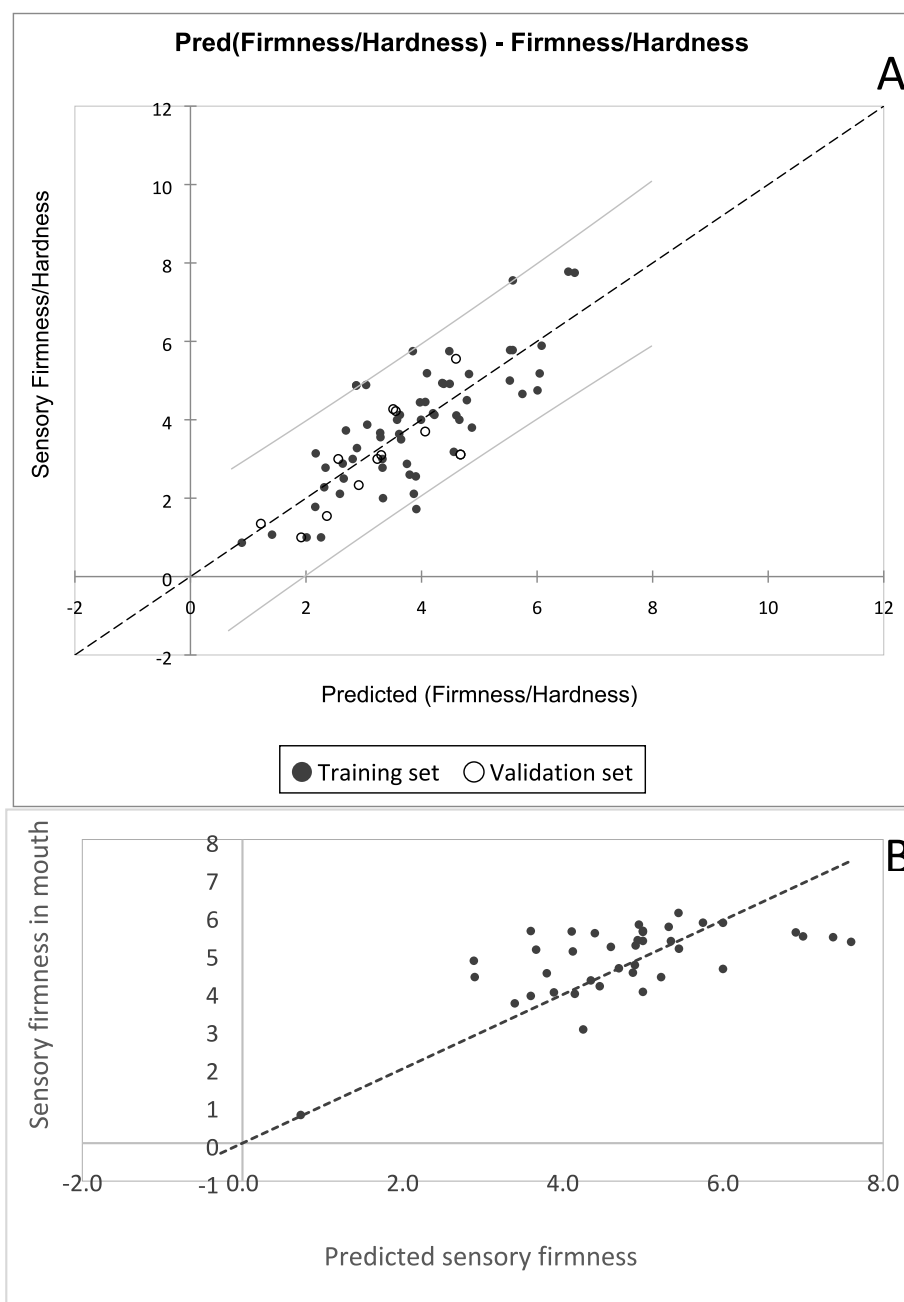 Pred(Firmness/Hardness) - Firmness/Hardness
A
12
10
8
6
4
2
0
-2
Sensory Firmness/Hardness
-2 0 2 4 6 8 10 12
Predicted (Firmness/Hardness)
Training set Validation set
B
8
7
6
5
4
3
2
1
0
-1
Sensory firmness in mouth
-2.0 0.0 2.0 4.0 6.0 8.0
Predicted sensory firmness